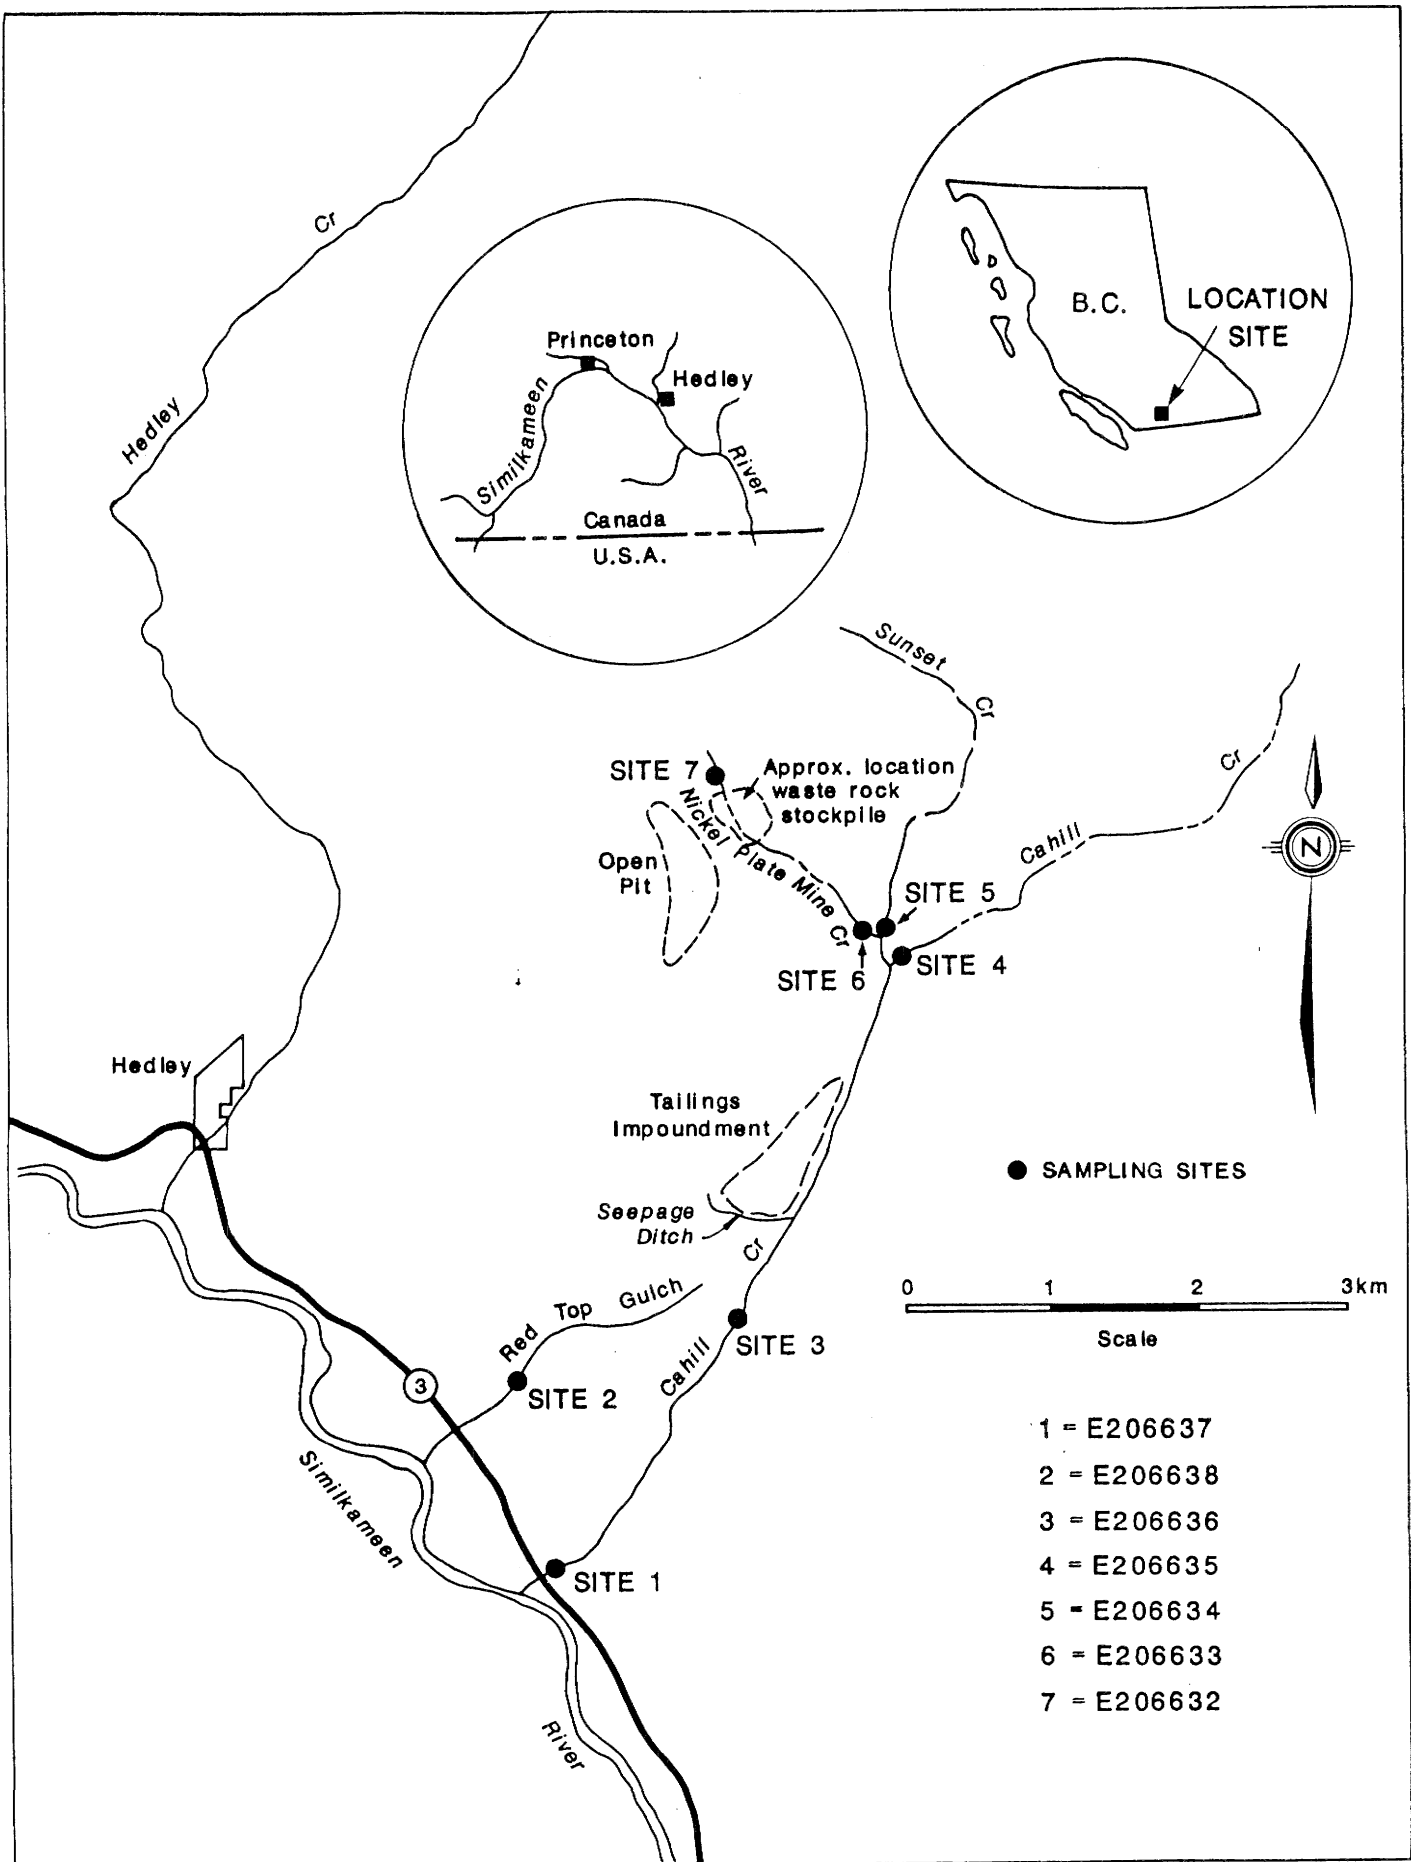 Cr
Hedley
B.C.
LOCATION
SITE
Princeton
Hedley
Similkameen
River
Canada
U.S.A.
Sunset
Cr
Cr
Cahill
SITE 7
Approx. location
waste rock
stockpile
Nickel Plate Mine Cr
Open
Pit
SITE 5
SITE 4
SITE 6
N
Hedley
Tailings
Impoundment
SAMPLING SITES
Seepage
Ditch
Cr
0 1 2 3km
Scale
Red Top Gulch
SITE 3
Cahill
3
SITE 2
1 = E206637
2 = E206638
3 = E206636
4 = E206635
5 - E206634
6 = E206633
7 = E206632
Similkameen
SITE 1
River